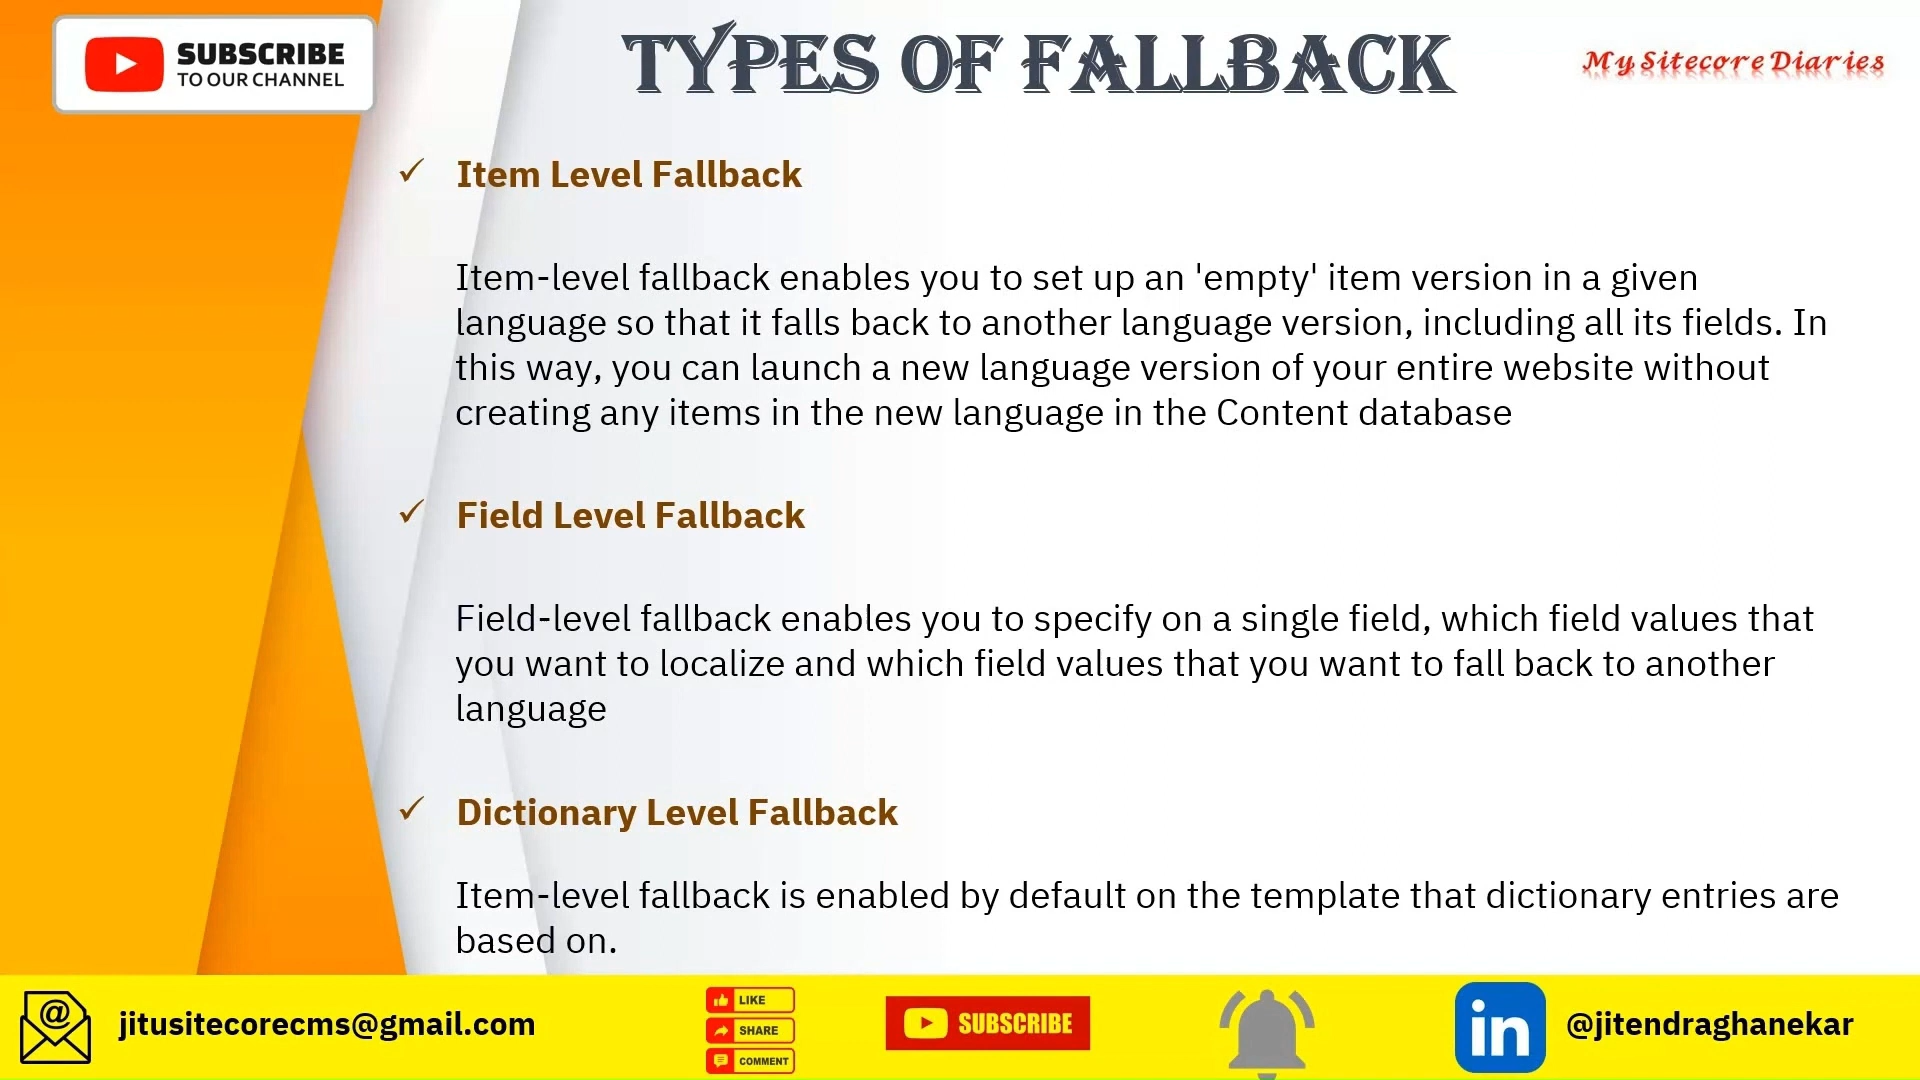 SUBSCRIBE
TO OUR CHANNEL
TYPES OF FALLBACK
My Sitecore Diaries
✓ Item Level Fallback
Item-level fallback enables you to set up an 'empty' item version in a given
language so that it falls back to another language version, including all its fields. In
this way, you can launch a new language version of your entire website without
creating any items in the new language in the Content database
✓ Field Level Fallback
Field-level fallback enables you to specify on a single field, which field values that
you want to localize and which field values that you want to fall back to another
language
✓ Dictionary Level Fallback
Item-level fallback is enabled by default on the template that dictionary entries are
based on.
jitusitecorecms@gmail.com
LIKE
SHARE
COMMENT
SUBSCRIBE
in
@jitendraghanekar